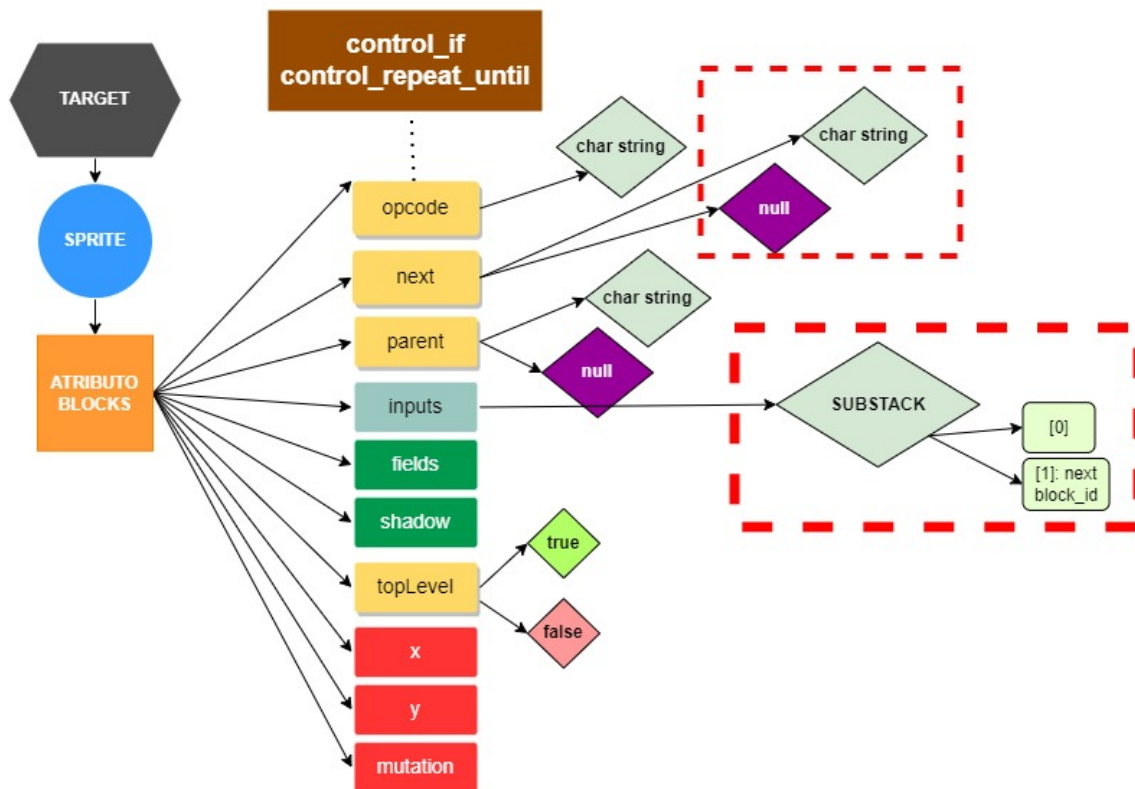 control_if
control_repeat_until
TARGET
char string
char string
opcode
null
SPRITE
next
char string
parent
null
ATRIBUTO
BLOCKS
inputs
SUBSTACK
[0]
fields
[1]: next
block_id
shadow
true
topLevel
false
x
y
mutation